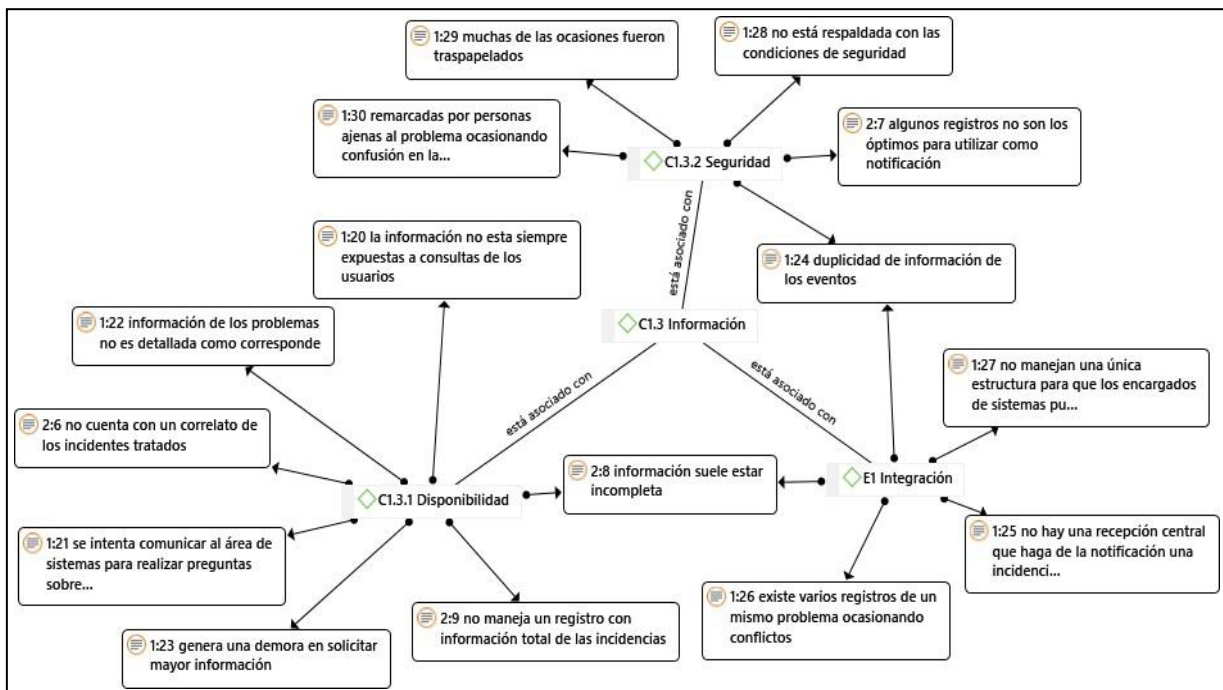 1:29 muchas de las ocasiones fueron
traspapelados
1:28 no está respaldada con las
condiciones de seguridad
1:30 remarcadas por personas
ajenas al problema ocasionando
confusión en la...
2:7 algunos registros no son los
óptimos para utilizar como
notificación
C1.3.2 Seguridad
está asociado con
1:20 la información no esta siempre
expuestas a consultas de los
usuarios
1:24 duplicidad de información de
los eventos
1:22 información de los problemas
no es detallada como corresponde
C1.3 Información
está asociado con
está asociado con
1:27 no manejan una única
estructura para que los encargados
de sistemas pu...
2:6 no cuenta con un correlato de
los incidentes tratados
2:8 información suele estar
incompleta
E1 Integración
C1.3.1 Disponibilidad
1:21 se intenta comunicar al área de
sistemas para realizar preguntas
sobre...
1:25 no hay una recepción central
que haga de la notificación una
incidenci...
1:26 existe varios registros de un
mismo problema ocasionando
conflictos
2:9 no maneja un registro con
información total de las incidencias
1:23 genera una demora en solicitar
mayor información